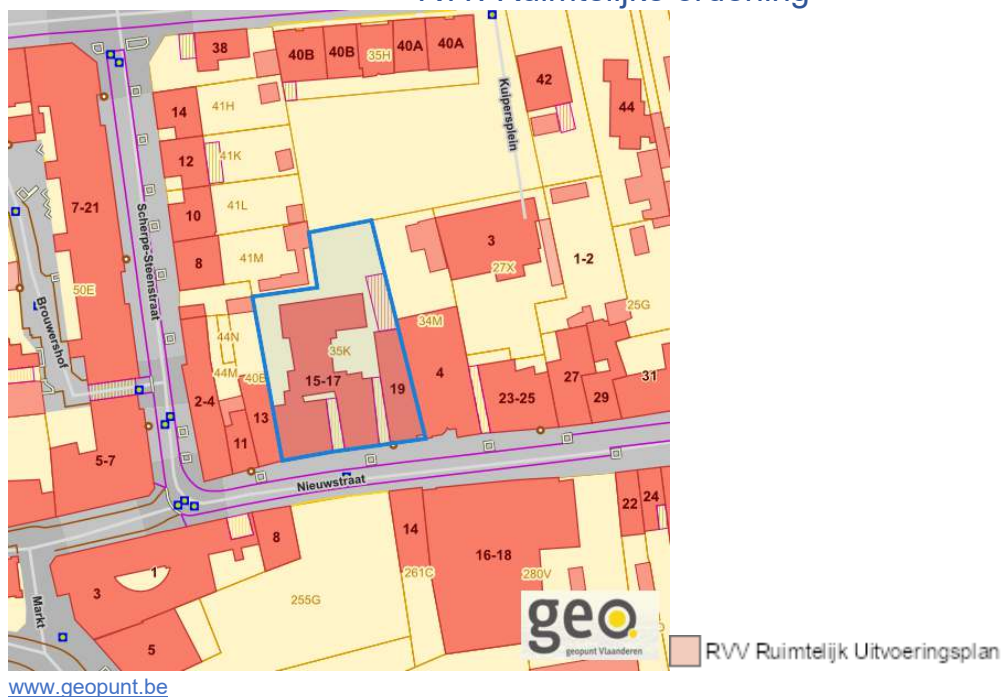 38
40B
40B
35H
40A
40A
Kuipersplein
42
44
14
41H
12
41K
7-21
Scherpe-Steenstraat
10
41L
8
41M
3
27X
1-2
50E
Brouwershof
25G
44N
34M
35K
44M
40E
15-17
19
4
2-4
13
11
23-25
27
29
31
5-7
Nieuwstraat
22
24
8
14
16-18
261C
280V
1
3
255G
Markt
5
geo
geopunt Vlaanderen
RVV Ruimtelijk Uitvoeringsplan
www.geopunt.be